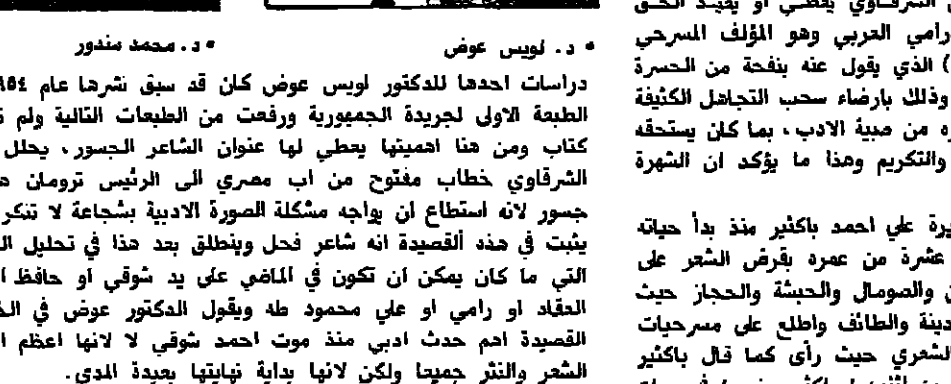 الشرقاوي يغطي او يفيد الحق
رامي العربي وهو المؤلف المسرحي
) الذي يقول عنه بنفحة من الحسرة
وذلك بارضاء سحب التجاهل الكثيفة
من صبية الادب ، بما كان يستحقه
والتكريم وهذا ما يؤكد ان الشهرة
علي احمد باكثير منذ بدأ حياته
عشرة من عمره بقرض الشعر على
والصومال والحبشة والحجاز حيث
والطائف واطلع على مسرحيات
الشعري حيث رأى كما قال باكثير
• د. لويس عوض
• د. محمد مندور
دراسات احدها للدكتور لويس عوض كان قد سبق نشرها عام
الطبعة الاولى لجريدة الجمهورية ورفعت من الطبعات التالية ولم
كتاب ومن هنا اهميتها يعطي لها عنوان الشاعر الجسور ، يحلل
الشرقاوي خطاب مفتوح من اب مصري الى الرئيس ترومان
جسور لانه استطاع ان يواجه مشكلة الصورة الادبية بشجاعة لا تنكر
يثبت في هذه القصيدة انه شاعر فحل وينطلق بعد هذا في تحليل
التي ما كان يمكن ان تكون في الماضي على يد شوقي او حافظ
العقاد او رامي او علي محمود طه ويقول الدكتور عوض في
القصيدة اهم حدث ادبي منذ موت احمد شوقي لا لانها اعظم
الشعر والنثر جميعا ولكن لانها بداية نهايتها بعيدة المدى.